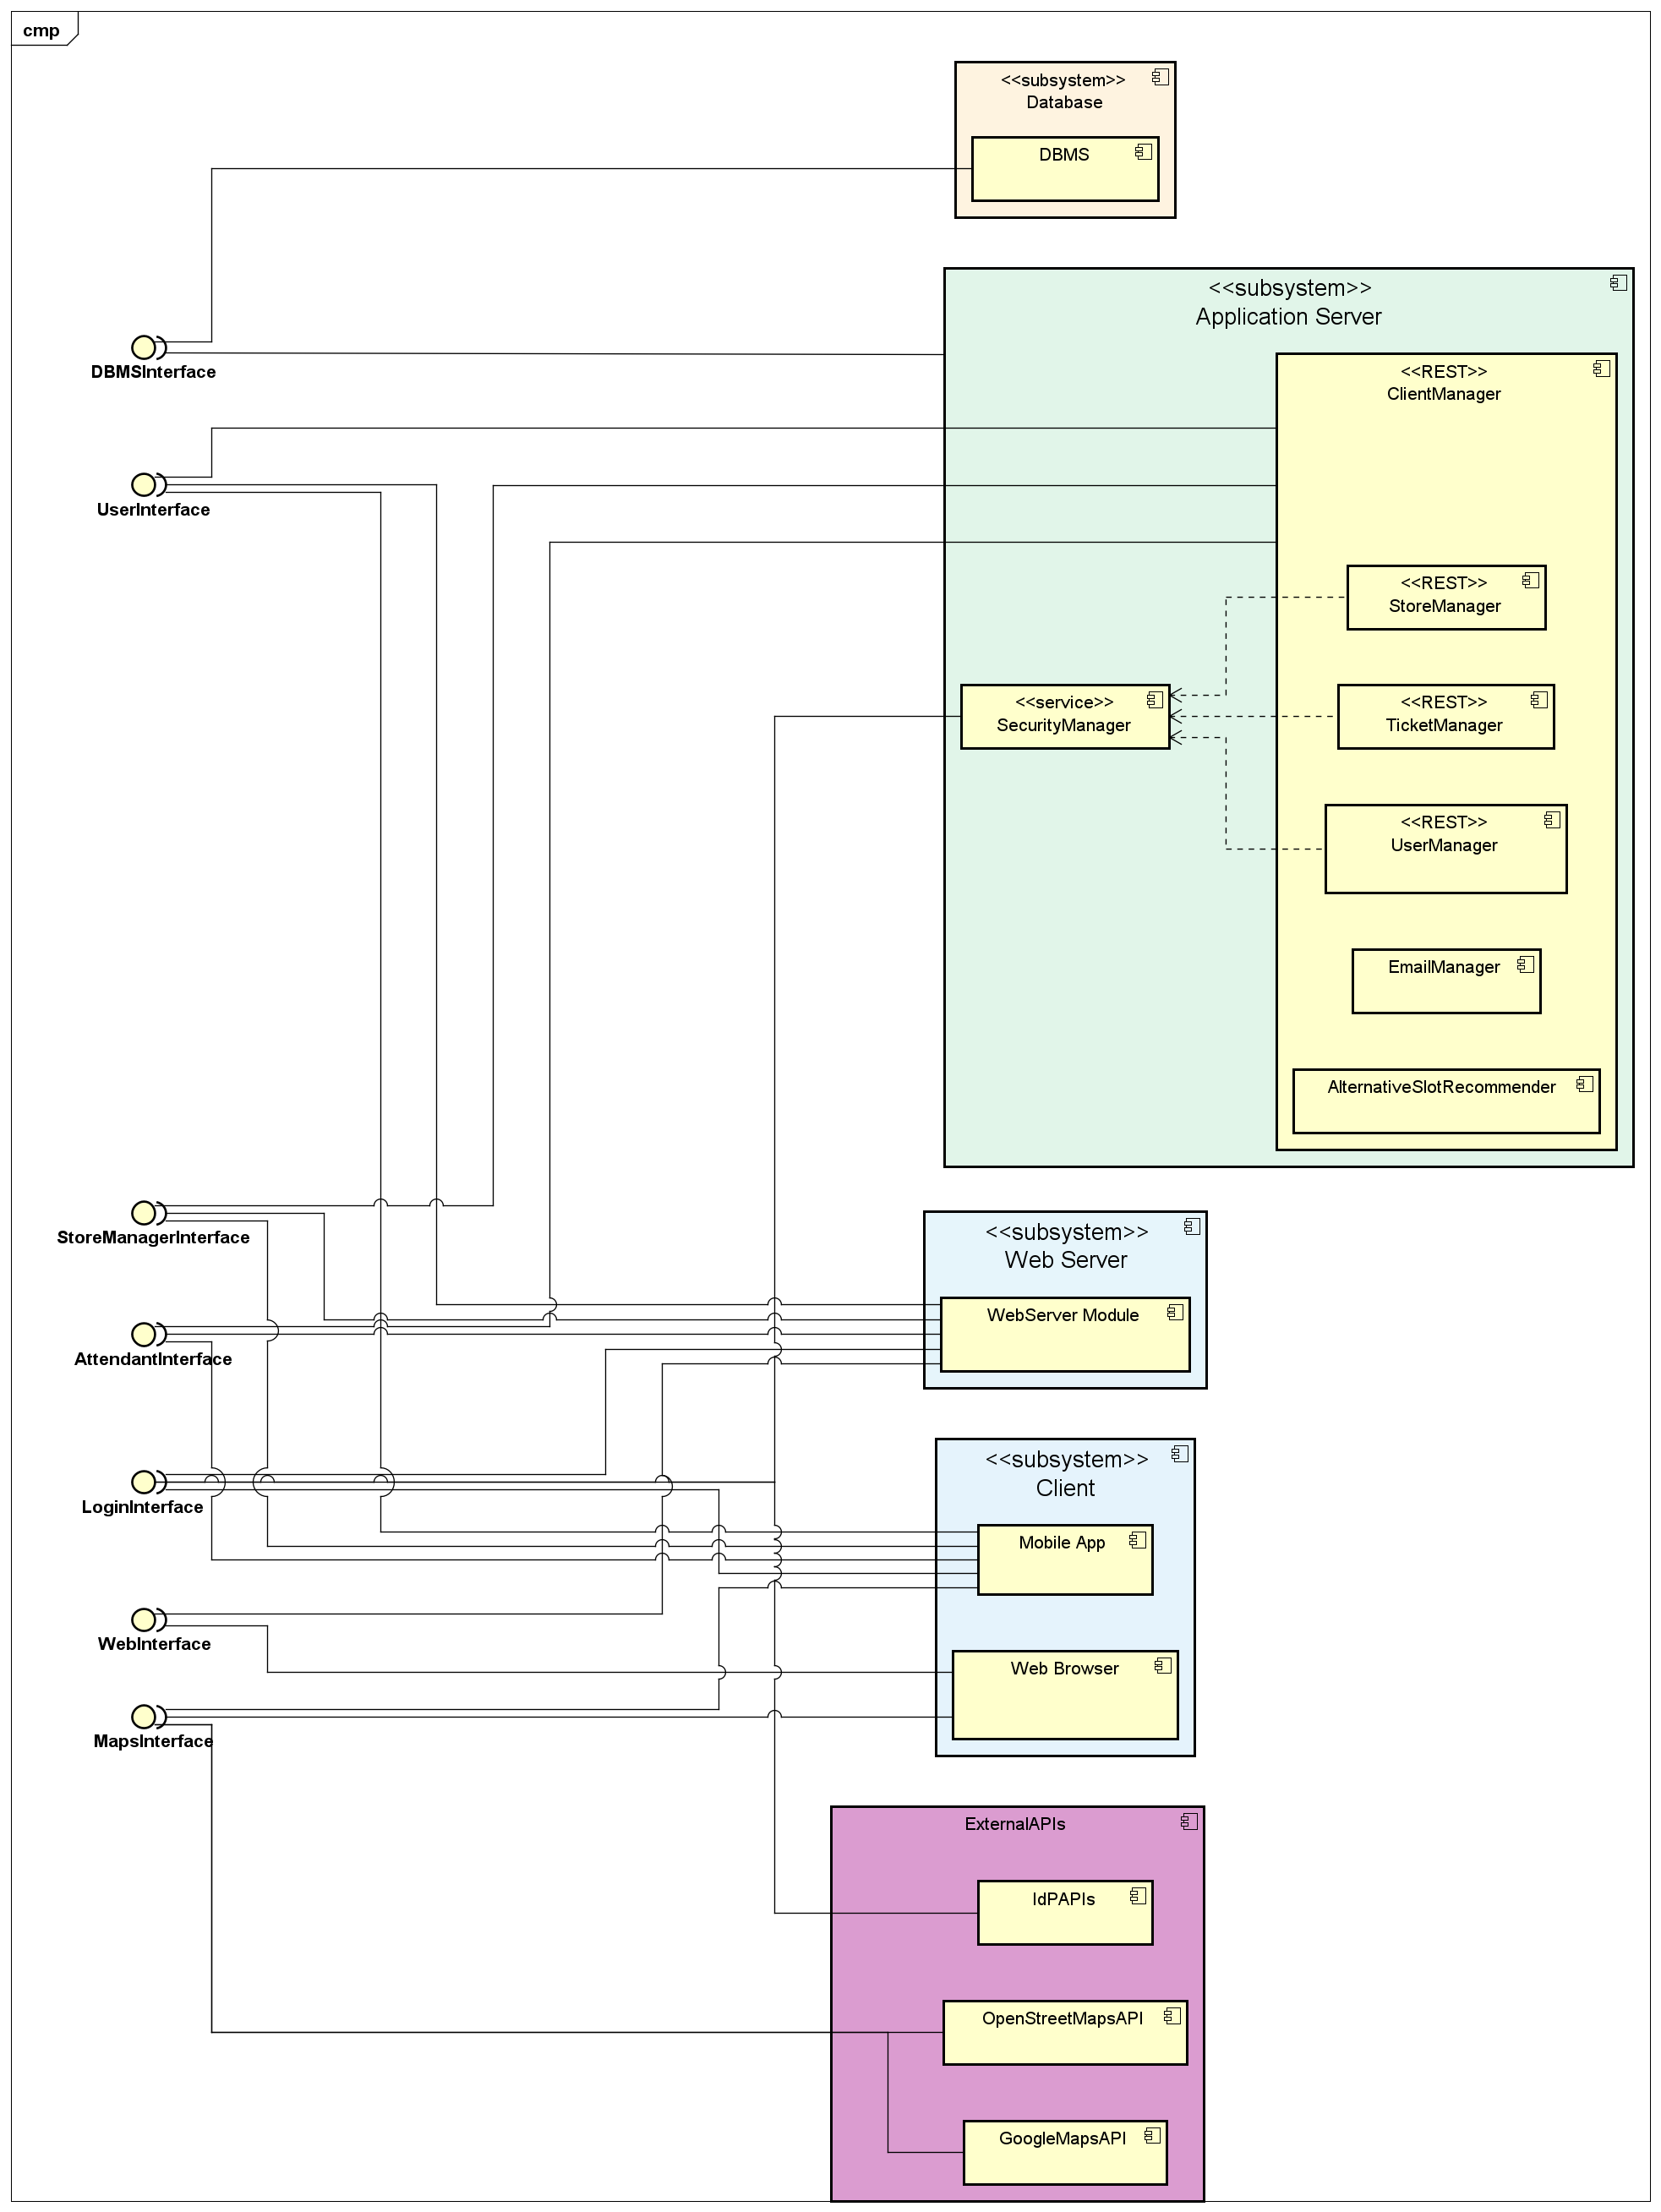 cmp
<<subsystem>>
Database
DBMS
<<subsystem>>
Application Server
DBMSInterface
<<REST>>
ClientManager
UserInterface
<<REST>>
StoreManager
<<service>>
SecurityManager
<<REST>>
TicketManager
<<REST>>
UserManager
EmailManager
AlternativeSlotRecommender
StoreManagerInterface
<<subsystem>>
Web Server
WebServer Module
AttendantInterface
<<subsystem>>
Client
LoginInterface
Mobile App
WebInterface
Web Browser
MapsInterface
ExternalAPIs
IdPAPIs
OpenStreetMapsAPI
GoogleMapsAPI